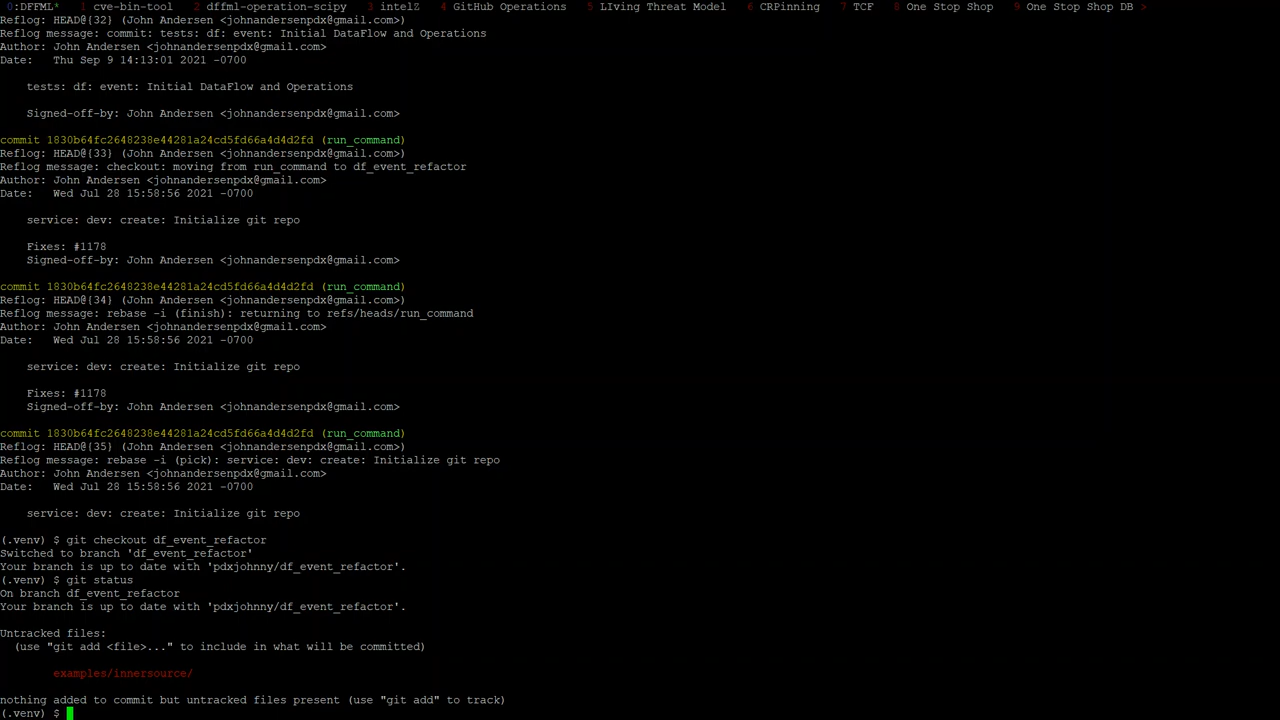 0:DFFML* 1 cve-bin-tool 2 dffml-operation-scipy 3 intelZ 4 GitHub Operations 5 LIving Threat Model 6 CRPinning 7 TCF 8 One Stop Shop 9 One Stop Shop DB >
Reflog: HEAD@{32} (John Andersen <johnandersenpdx@gmail.com>)
Reflog message: commit: tests: df: event: Initial DataFlow and Operations
Author: John Andersen <johnandersenpdx@gmail.com>
Date:   Thu Sep 9 14:13:01 2021 -0700
    tests: df: event: Initial DataFlow and Operations
    Signed-off-by: John Andersen <johnandersenpdx@gmail.com>
commit 1830b64fc2648238e44281a24cd5fd66a4d4d2fd (run_command)
Reflog: HEAD@{33} (John Andersen <johnandersenpdx@gmail.com>)
Reflog message: checkout: moving from run_command to df_event_refactor
Author: John Andersen <johnandersenpdx@gmail.com>
Date:   Wed Jul 28 15:58:56 2021 -0700
    service: dev: create: Initialize git repo
    Fixes: #1178
    Signed-off-by: John Andersen <johnandersenpdx@gmail.com>
commit 1830b64fc2648238e44281a24cd5fd66a4d4d2fd (run_command)
Reflog: HEAD@{34} (John Andersen <johnandersenpdx@gmail.com>)
Reflog message: rebase -i (finish): returning to refs/heads/run_command
Author: John Andersen <johnandersenpdx@gmail.com>
Date:   Wed Jul 28 15:58:56 2021 -0700
    service: dev: create: Initialize git repo
    Fixes: #1178
    Signed-off-by: John Andersen <johnandersenpdx@gmail.com>
commit 1830b64fc2648238e44281a24cd5fd66a4d4d2fd (run_command)
Reflog: HEAD@{35} (John Andersen <johnandersenpdx@gmail.com>)
Reflog message: rebase -i (pick): service: dev: create: Initialize git repo
Author: John Andersen <johnandersenpdx@gmail.com>
Date:   Wed Jul 28 15:58:56 2021 -0700
    service: dev: create: Initialize git repo
(.venv) $ git checkout df_event_refactor
Switched to branch 'df_event_refactor'
Your branch is up to date with 'pdxjohnny/df_event_refactor'.
(.venv) $ git status
On branch df_event_refactor
Your branch is up to date with 'pdxjohnny/df_event_refactor'.
Untracked files:
  (use "git add <file>..." to include in what will be committed)
        examples/innersource/
nothing added to commit but untracked files present (use "git add" to track)
(.venv) $